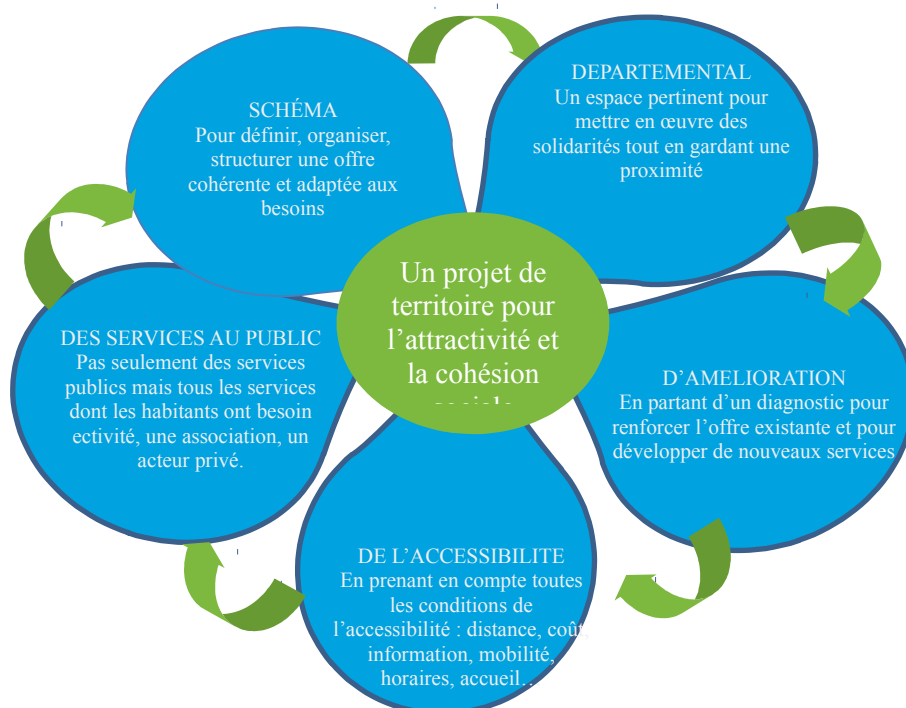 SCHÉMA
Pour définir, organiser,
structurer une offre
cohérente et adaptée aux
besoins
DEPARTEMENTAL
Un espace pertinent pour
mettre en œuvre des
solidarités tout en gardant une
proximité
D’AMELIORATION
En partant d’un diagnostic pour
renforcer l’offre existante et pour
développer de nouveaux services
DE L’ACCESSIBILITE
En prenant en compte toutes
les conditions de
l’accessibilité : distance, coût,
information, mobilité,
horaires, accueil…
DES SERVICES AU PUBLIC
Pas seulement des services
publics mais tous les services
dont les habitants ont besoin
ectivité, une association, un
acteur privé.
Un projet de
territoire pour
l’attractivité et
la cohésion
sociale